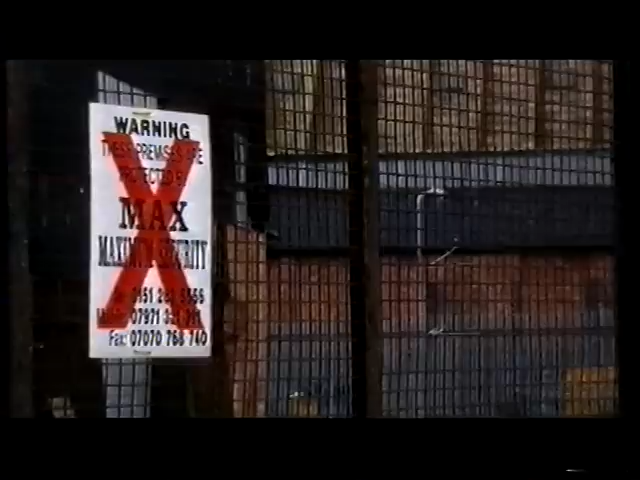 WARNING
THESE PREMISES ARE
PROTECTED BY
MAX
MAXIMUM SECURITY
Fax: 07070 768 740